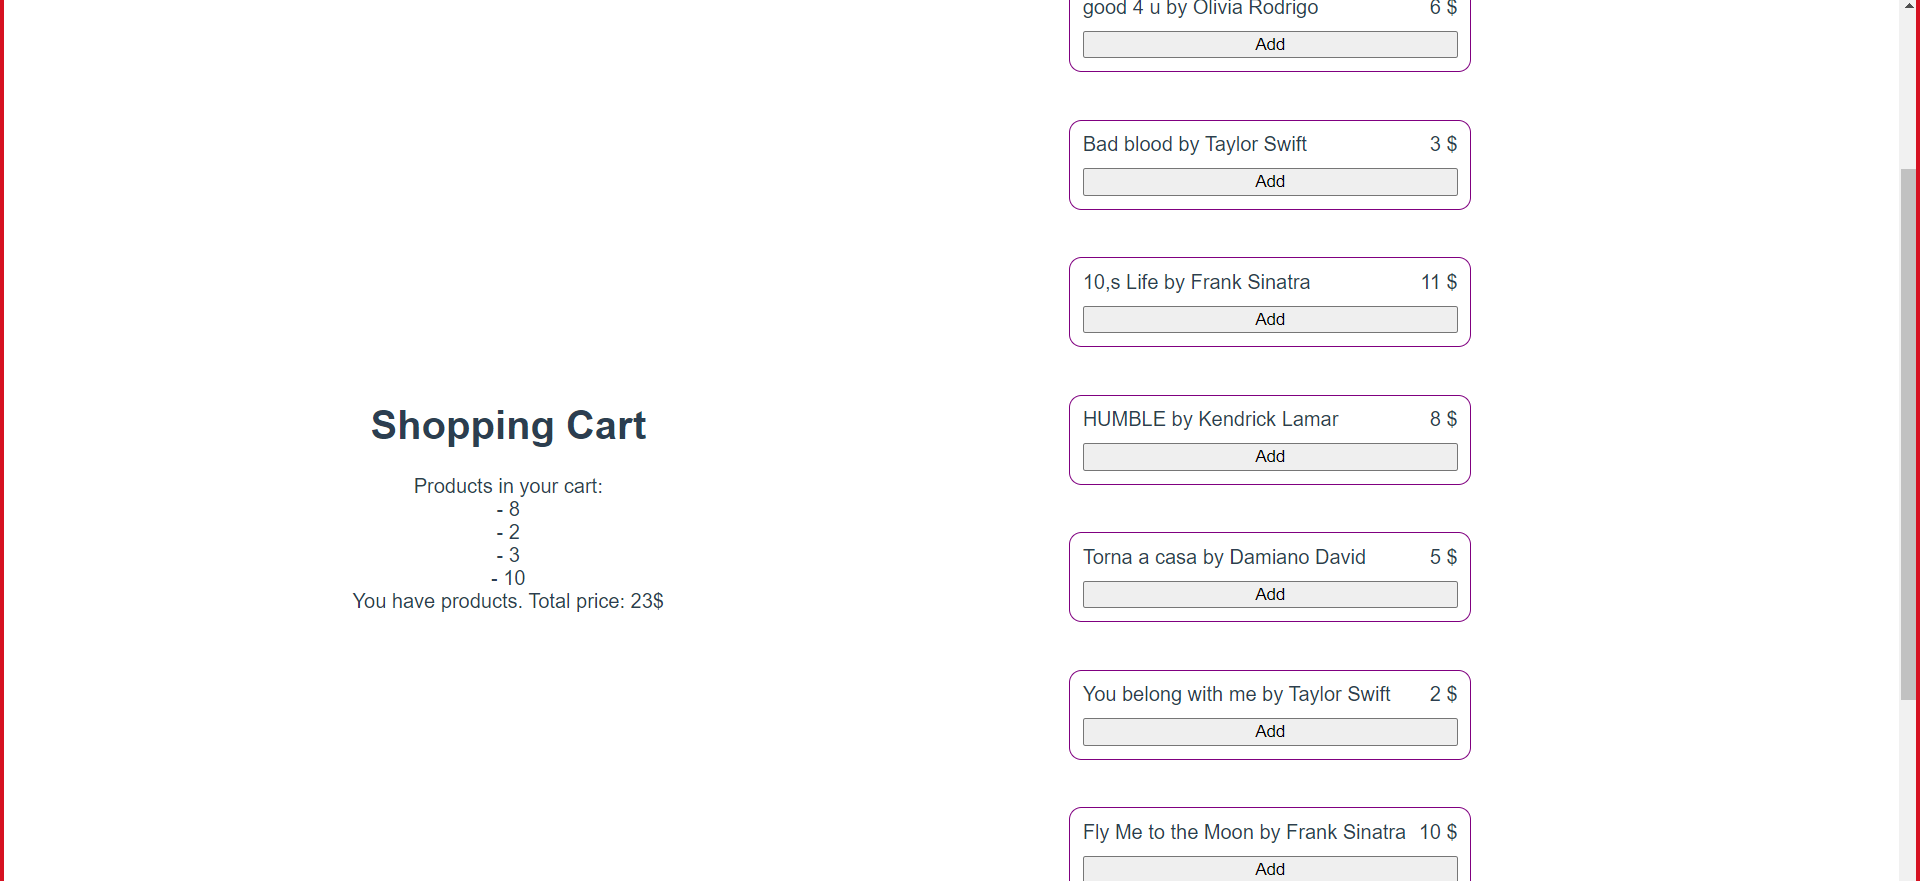 Shopping Cart
Products in your cart:
- 8
- 2
- 3
- 10
You have products. Total price: 23$
good 4 u by Olivia Rodrigo 6 $
Add
Bad blood by Taylor Swift 3 $
Add
10,s Life by Frank Sinatra 11 $
Add
HUMBLE by Kendrick Lamar 8 $
Add
Torna a casa by Damiano David 5 $
Add
You belong with me by Taylor Swift 2 $
Add
Fly Me to the Moon by Frank Sinatra 10 $
Add